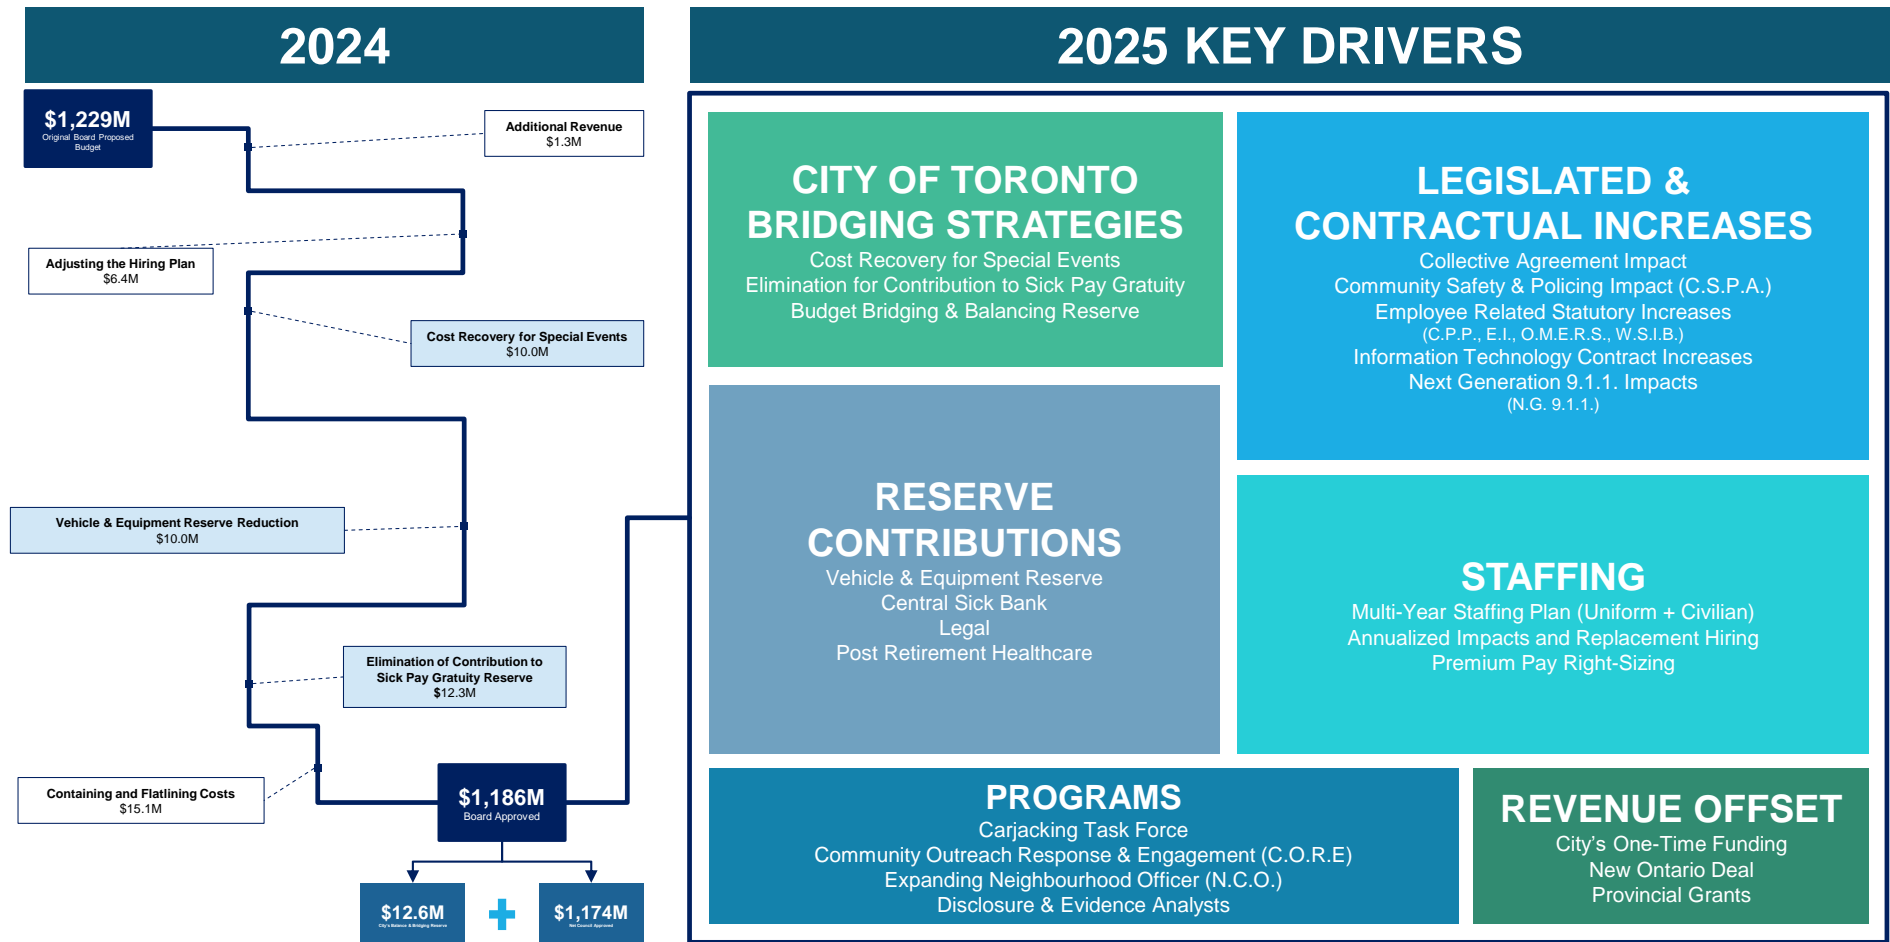 2024
$1,229M
Original Board Proposed
Budget
Additional Revenue
$1.3M
Adjusting the Hiring Plan
$6.4M
Cost Recovery for Special Events
$10.0M
Vehicle & Equipment Reserve Reduction
$10.0M
Elimination of Contribution to
Sick Pay Gratuity Reserve
$12.3M
Containing and Flatlining Costs
$15.1M
$1,186M
Board Approved
$12.6M
City's Balance & Bridging Reserve
$1,174M
Net Council Approved
2025 KEY DRIVERS
CITY OF TORONTO
BRIDGING STRATEGIES
Cost Recovery for Special Events
Elimination for Contribution to Sick Pay Gratuity
Budget Bridging & Balancing Reserve
LEGISLATED &
CONTRACTUAL INCREASES
Collective Agreement Impact
Community Safety & Policing Impact (C.S.P.A.)
Employee Related Statutory Increases
(C.P.P., E.I., O.M.E.R.S., W.S.I.B.)
Information Technology Contract Increases
Next Generation 9.1.1. Impacts
(N.G. 9.1.1.)
RESERVE
CONTRIBUTIONS
Vehicle & Equipment Reserve
Central Sick Bank
Legal
Post Retirement Healthcare
STAFFING
Multi-Year Staffing Plan (Uniform + Civilian)
Annualized Impacts and Replacement Hiring
Premium Pay Right-Sizing
PROGRAMS
Carjacking Task Force
Community Outreach Response & Engagement (C.O.R.E)
Expanding Neighbourhood Officer (N.C.O.)
Disclosure & Evidence Analysts
REVENUE OFFSET
City's One-Time Funding
New Ontario Deal
Provincial Grants